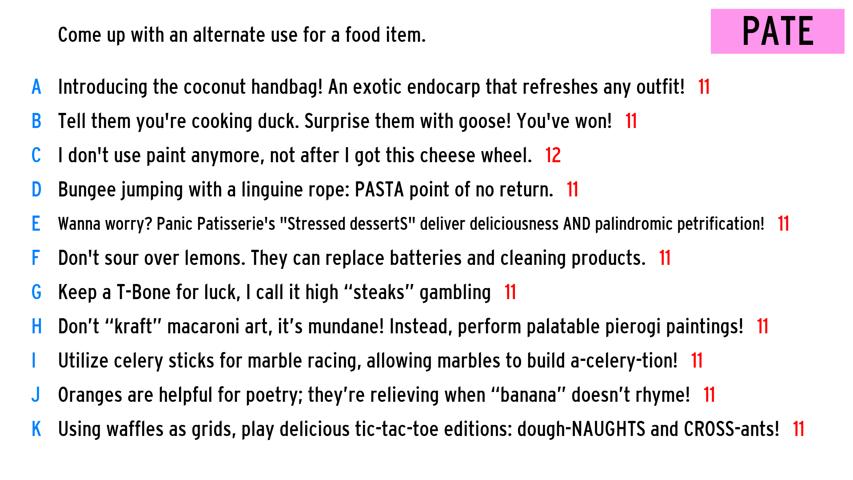 Come up with an alternate use for a food item.
PATE
A Introducing the coconut handbag! An exotic endocarp that refreshes any outfit! 11
B Tell them you're cooking duck. Surprise them with goose! You've won! 11
C I don't use paint anymore, not after I got this cheese wheel. 12
D Bungee jumping with a linguine rope: PASTA point of no return. 11
E Wanna worry? Panic Patisserie's "Stressed dessertS" deliver deliciousness AND palindromic petrification! 11
F Don't sour over lemons. They can replace batteries and cleaning products. 11
G Keep a T-Bone for luck, I call it high “steaks” gambling 11
H Don’t “kraft” macaroni art, it’s mundane! Instead, perform palatable pierogi paintings! 11
I Utilize celery sticks for marble racing, allowing marbles to build a-celery-tion! 11
J Oranges are helpful for poetry; they’re relieving when “banana” doesn’t rhyme! 11
K Using waffles as grids, play delicious tic-tac-toe editions: dough-NAUGHTS and CROSS-ants! 11